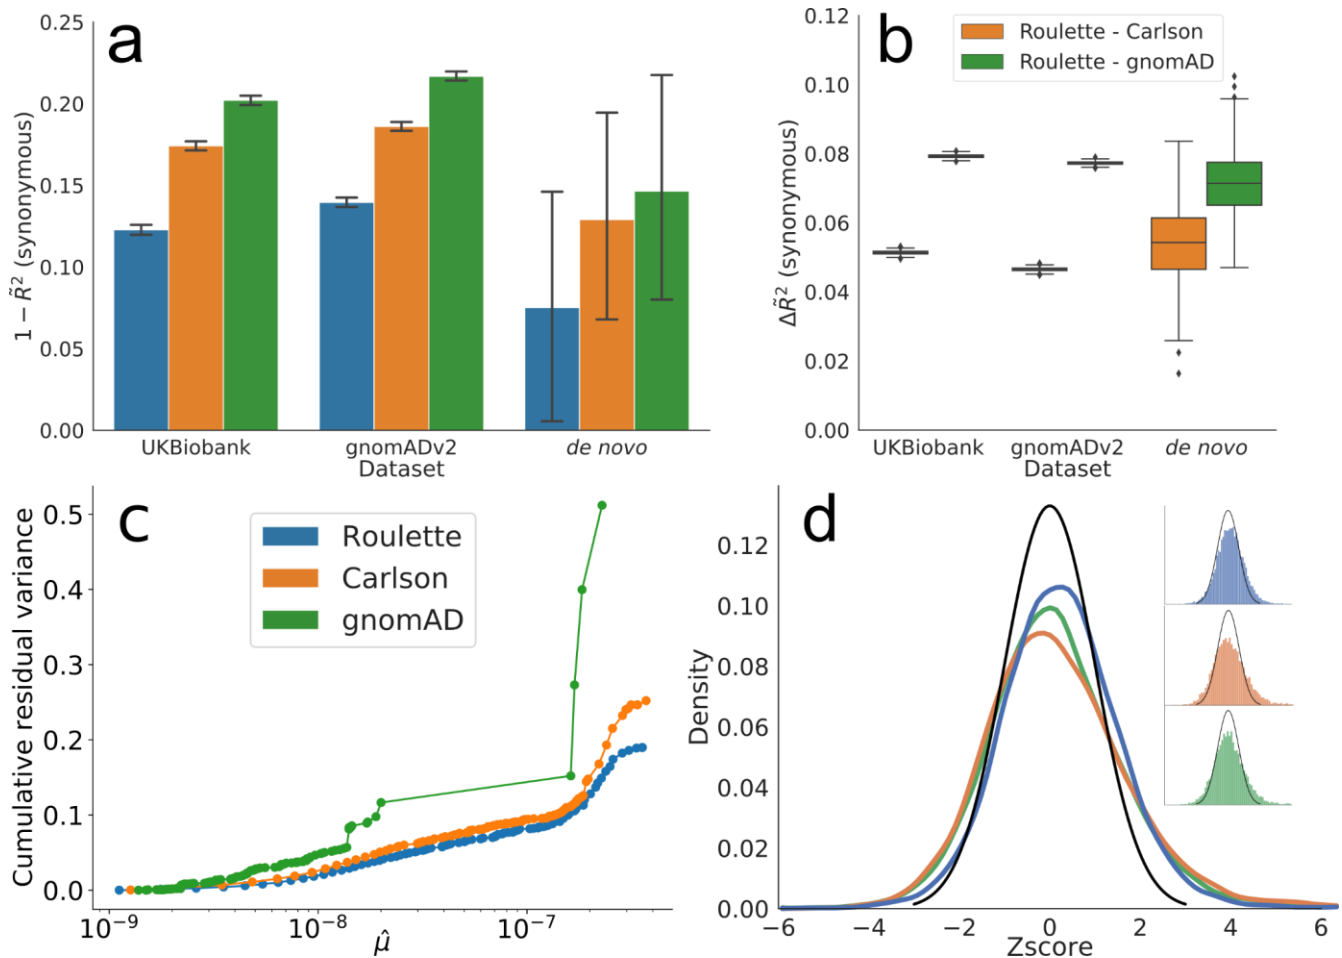 a
0.25
0.20
0.15
0.10
0.05
0.00
1 − R̃² (synonymous)
UKBiobank
gnomADv2
de novo
Dataset
b
Roulette - Carlson
Roulette - gnomAD
0.12
0.10
0.08
0.06
0.04
0.02
0.00
ΔR̃² (synonymous)
UKBiobank
gnomADv2
de novo
Dataset
c
Roulette
Carlson
gnomAD
0.5
0.4
0.3
0.2
0.1
0.0
Cumulative residual variance
10⁻⁹
10⁻⁸
10⁻⁷
μ̂
d
0.12
0.10
0.08
0.06
0.04
0.02
0.00
Density
−6
−4
−2
0
2
4
6
Zscore